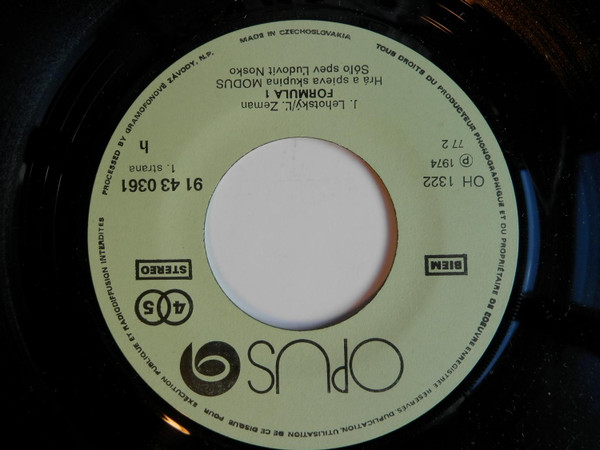 OPUS
45
STEREO
BIEM
91 43 0361
1. strana
h
OH 1322
Ⓟ 1974
77 2
J. Lehotský/Ľ. Zeman
FORMULA 1
Hrá a spieva skupina MODUS
Sólo spev Ľudovít Nosko
PROCESSED BY GRAMOFONOVÉ ZÁVODY, N.P.
MADE IN CZECHOSLOVAKIA
TOUS DROITS DU PRODUCTEUR PHONOGRAPHIQUE ET DU PROPRIÉTAIRE DE L'OEUVRE ENREGISTRÉE RÉSERVÉS. DUPLICATION, UTILISATION DE CE DISQUE POUR EXÉCUTION PUBLIQUE ET RADIODIFFUSION INTERDITES